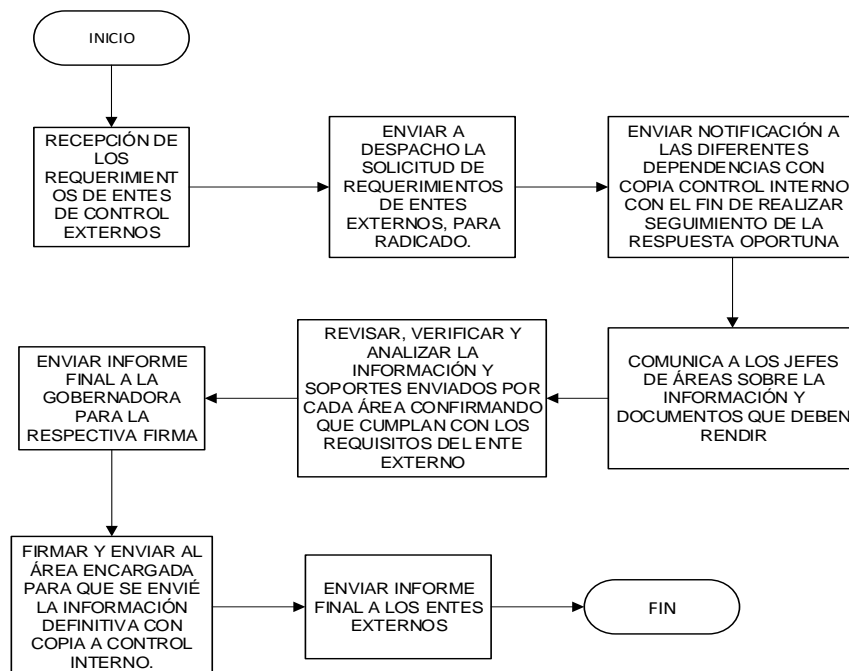 INICIO
RECEPCIÓN DE
LOS
REQUERIMIENT
OS DE ENTES
DE CONTROL
EXTERNOS
ENVIAR A
DESPACHO LA
SOLICITUD DE
REQUERIMIENTOS
DE ENTES
EXTERNOS, PARA
RADICADO.
ENVIAR NOTIFICACIÓN A
LAS DIFERENTES
DEPENDENCIAS CON
COPIA CONTROL INTERNO
CON EL FIN DE REALIZAR
SEGUIMIENTO DE LA
RESPUESTA OPORTUNA
COMUNICA A LOS JEFES
DE ÁREAS SOBRE LA
INFORMACIÓN Y
DOCUMENTOS QUE DEBEN
RENDIR
REVISAR, VERIFICAR Y
ANALIZAR LA
INFORMACIÓN Y
SOPORTES ENVIADOS POR
CADA ÁREA CONFIRMANDO
QUE CUMPLAN CON LOS
REQUISITOS DEL ENTE
EXTERNO
ENVIAR INFORME
FINAL A LA
GOBERNADORA
PARA LA
RESPECTIVA FIRMA
FIRMAR Y ENVIAR AL
ÁREA ENCARGADA
PARA QUE SE ENVIÉ
LA INFORMACIÓN
DEFINITIVA CON
COPIA A CONTROL
INTERNO.
ENVIAR INFORME
FINAL A LOS ENTES
EXTERNOS
FIN